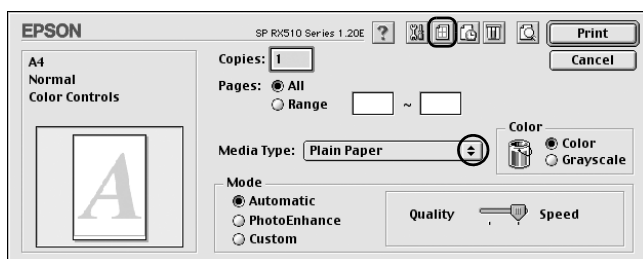 EPSON
SP RX510 Series 1.20E ? Print
A4
Normal
Color Controls
A
Copies: 1
Cancel
Pages: All
Range ~
Media Type: Plain Paper
Color
Color
Grayscale
Mode
Automatic
PhotoEnhance
Custom
Quality Speed